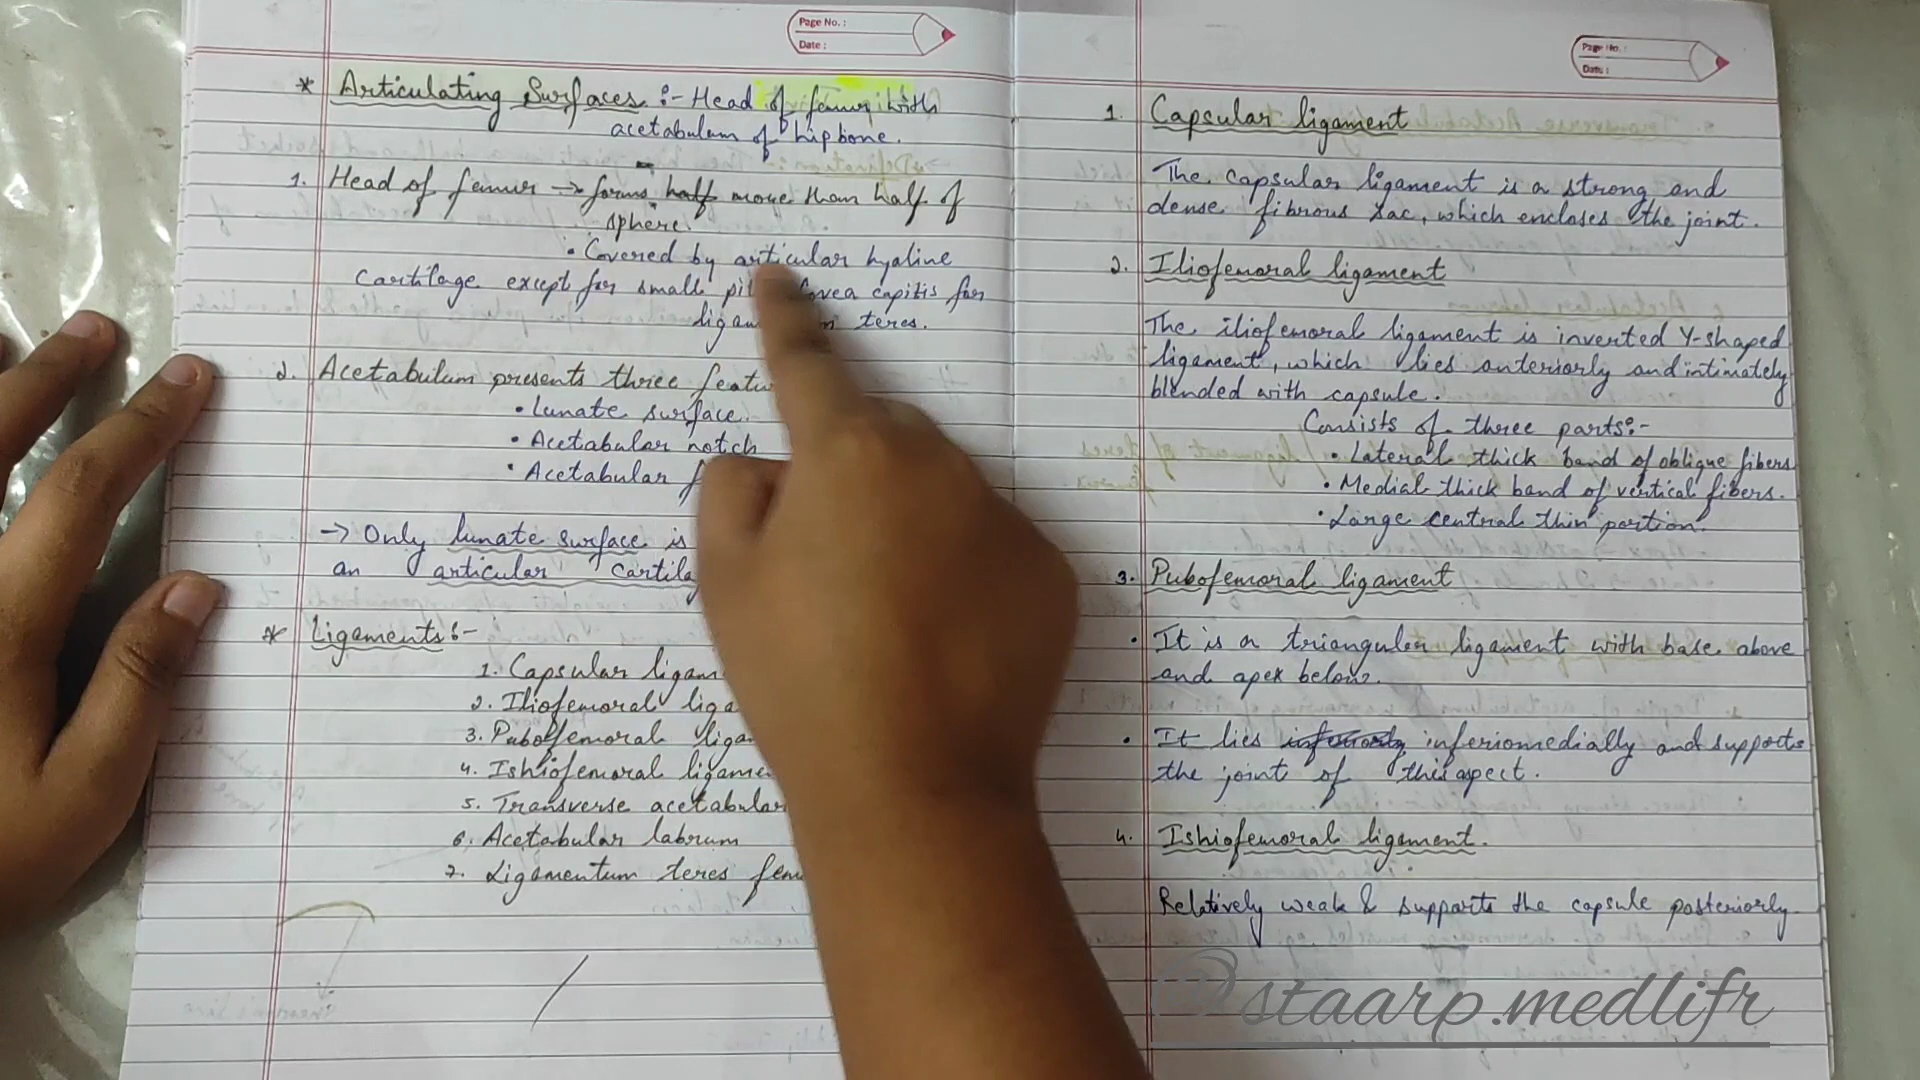 Page No.:
Date:
* Articulating Surfaces :- Head of femur with
acetabulum of hipbone.
1. Head of femur → forms half more than half of
sphere.
• Covered by articular hyaline
Cartilage except for small pit fovea capitis for
teres.
2. Acetabulum presents three
• Lunate surface.
• Acetabular notch
• Acetabular
→ Only lunate surface is
an articular
* Ligaments :-
1. Capsular
2. Iliofemoral
3. Pubofemoral
4. Ishiofemoral
5. Transverse acetabular
6. Acetabular labrum
7. Ligamentum teres
Page No.:
Date:
1. Capsular ligament
The capsular ligament is a strong and
dense fibrous sac, which encloses the joint.
2. Iliofemoral ligament
The iliofemoral ligament is inverted Y-shaped
ligament, which lies anteriorly and intimately
blended with capsule.
Consists of three parts:-
• Lateral thick band of oblique fibers
• Medial thick band of vertical fibers.
• Large central thin portion.
3. Pubofemoral ligament
• It is a triangular ligament with base above
and apex below.
• It lies inferiorly inferiomedially and supports
the joint of this aspect.
4. Ishiofemoral ligament.
Relatively weak & supports the capsule posteriorly.
@staarp.medlifr